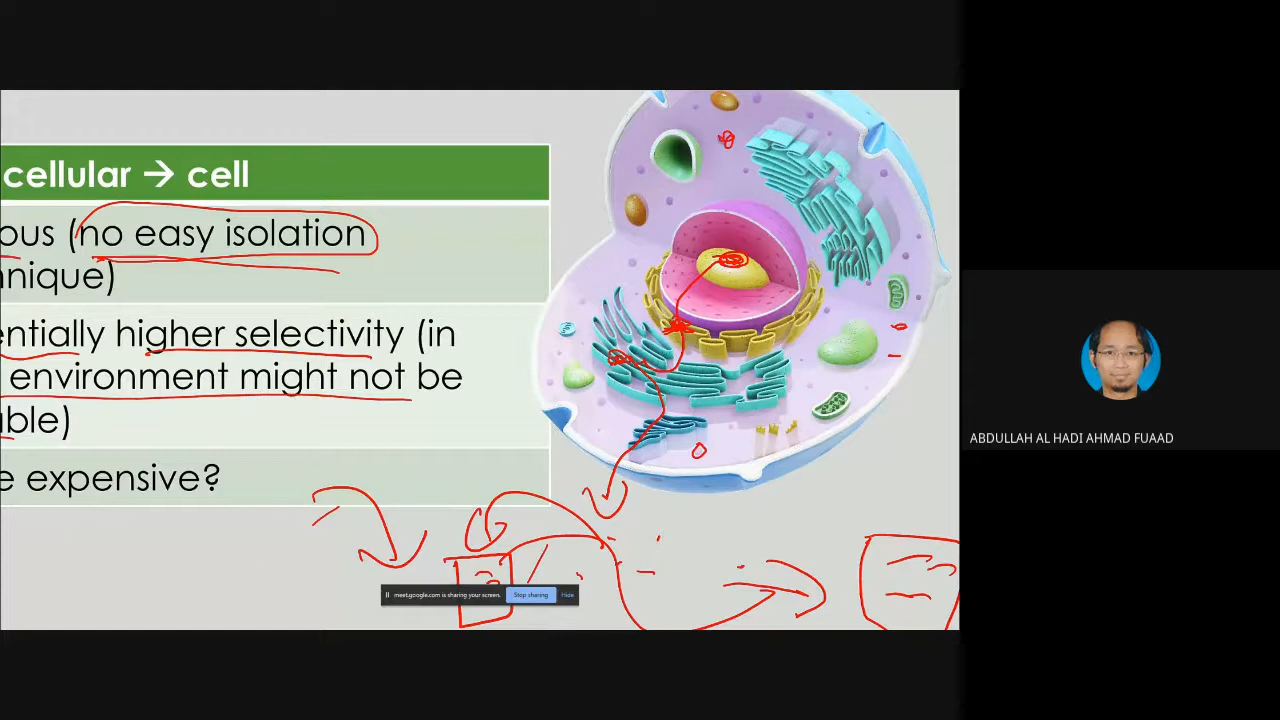 cellular → cell
ous (no easy isolation
nique)
entially higher selectivity (in
environment might not be
able)
e expensive?
meet.google.com is sharing your screen. Stop sharing Hide
ABDULLAH AL HADI AHMAD FUAAD